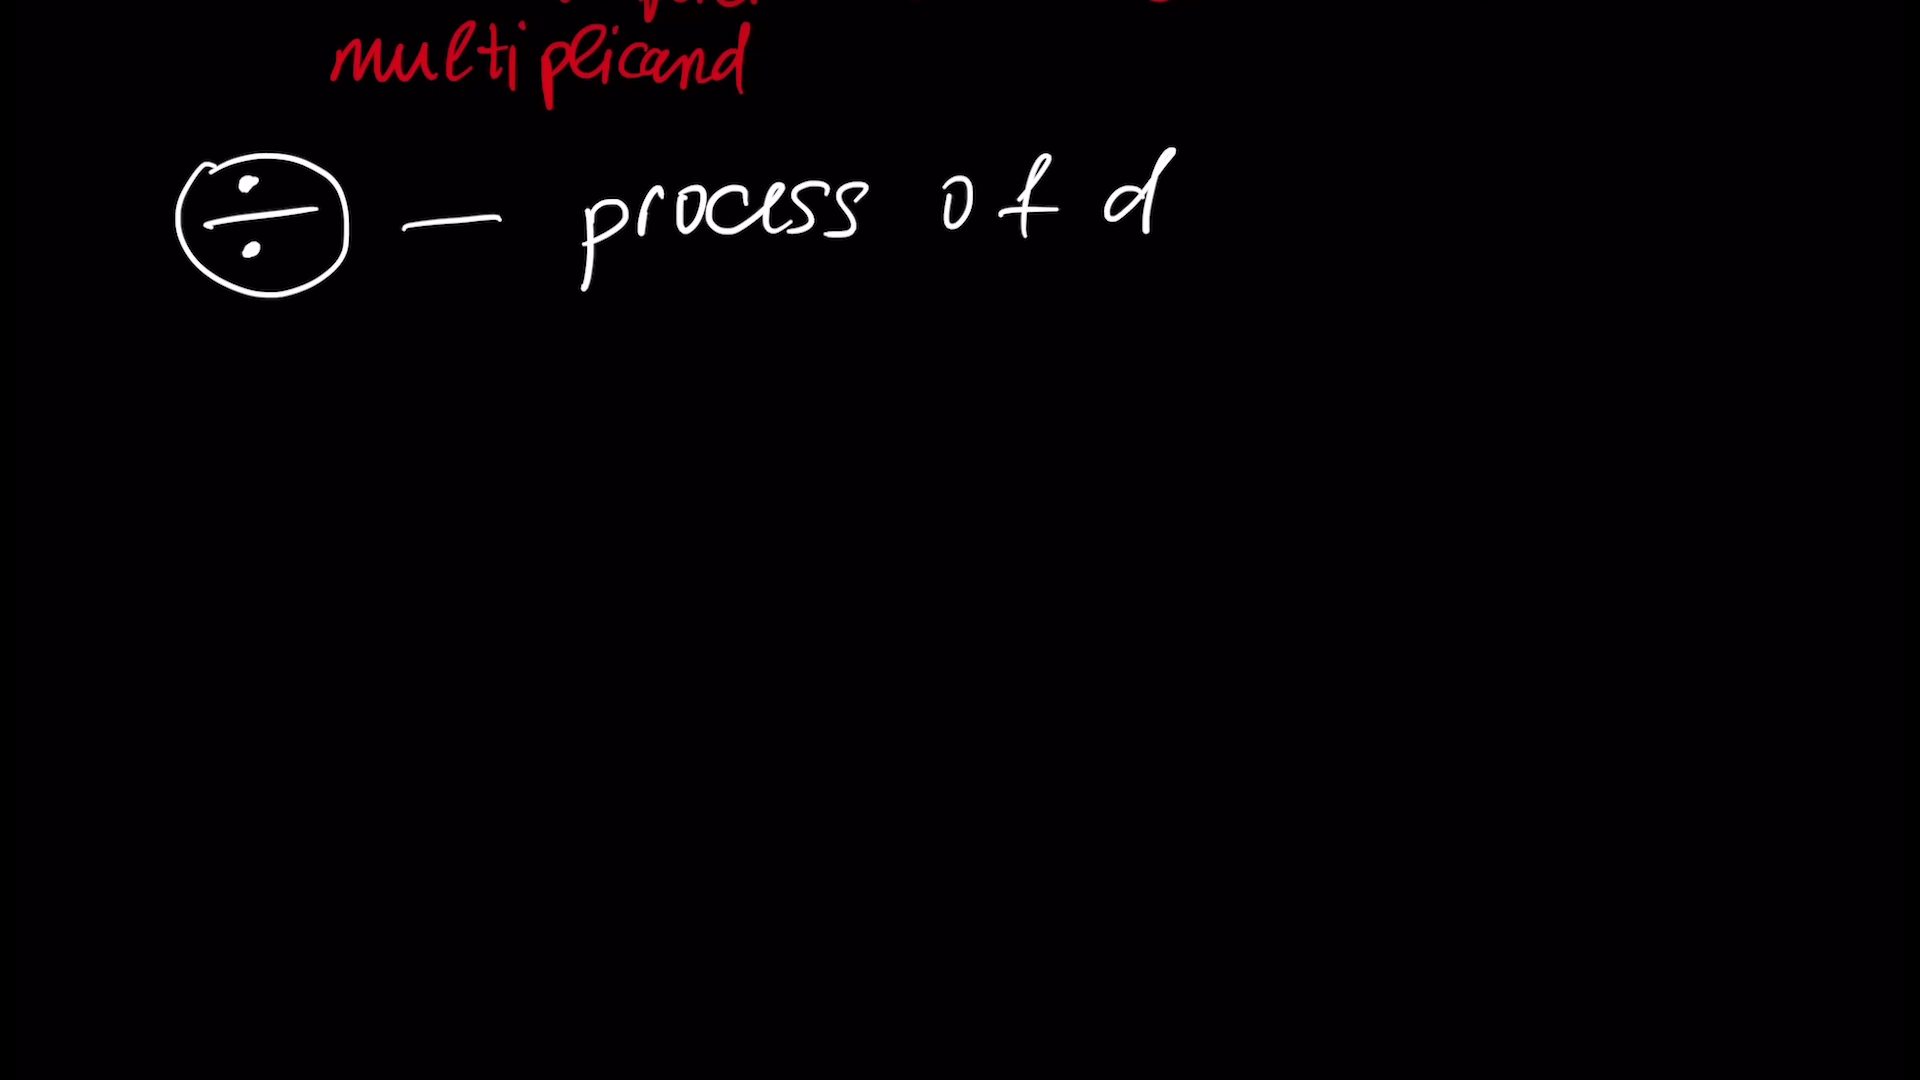 multiplicand
÷ — process of d